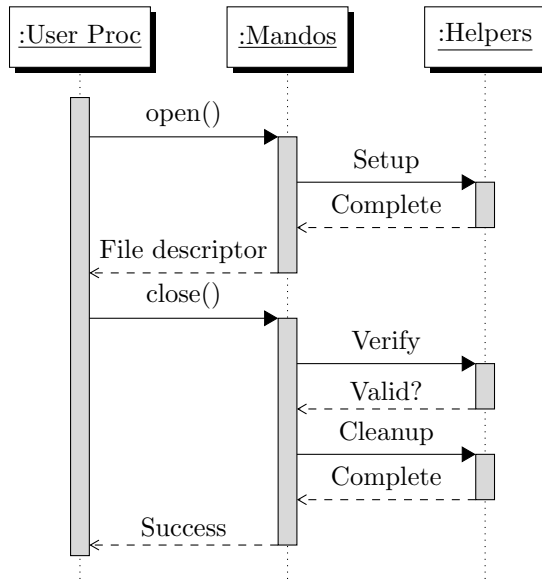 :User Proc
:Mandos
:Helpers
open()
Setup
Complete
File descriptor
close()
Verify
Valid?
Cleanup
Complete
Success